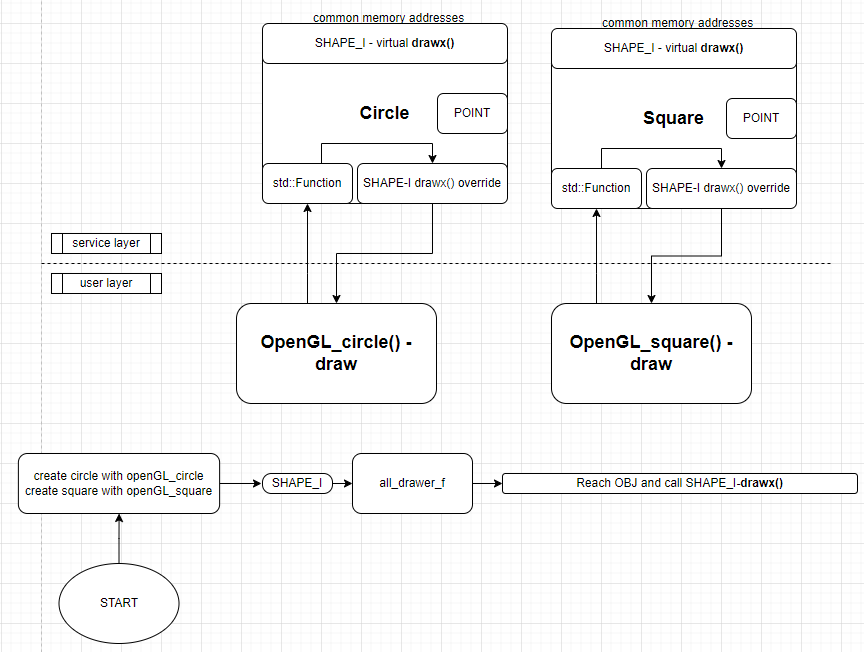 common memory addresses
SHAPE_I - virtual drawx()
Circle
POINT
std::Function
SHAPE-I drawx() override
common memory addresses
SHAPE_I - virtual drawx()
Square
POINT
std::Function
SHAPE-I drawx() override
service layer
user layer
OpenGL_circle() -
draw
OpenGL_square() -
draw
create circle with openGL_circle
create square with openGL_square
SHAPE_I
all_drawer_f
Reach OBJ and call SHAPE_I-drawx()
START